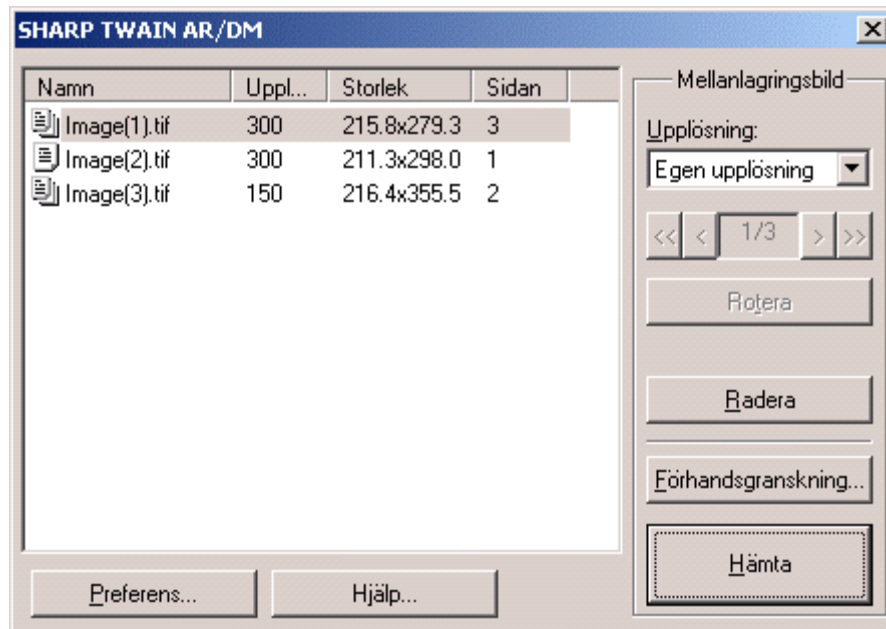 SHARP TWAIN AR/DM
Namn Uppl... Storlek Sidan
Image(1).tif 300 215.8x279.3 3
Image(2).tif 300 211.3x298.0 1
Image(3).tif 150 216.4x355.5 2
Preferens... Hjälp...
Mellanlagringsbild
Upplösning:
Egen upplösning
<< < 1/3 > >>
Rotera
Radera
Förhandsgranskning...
Hämta